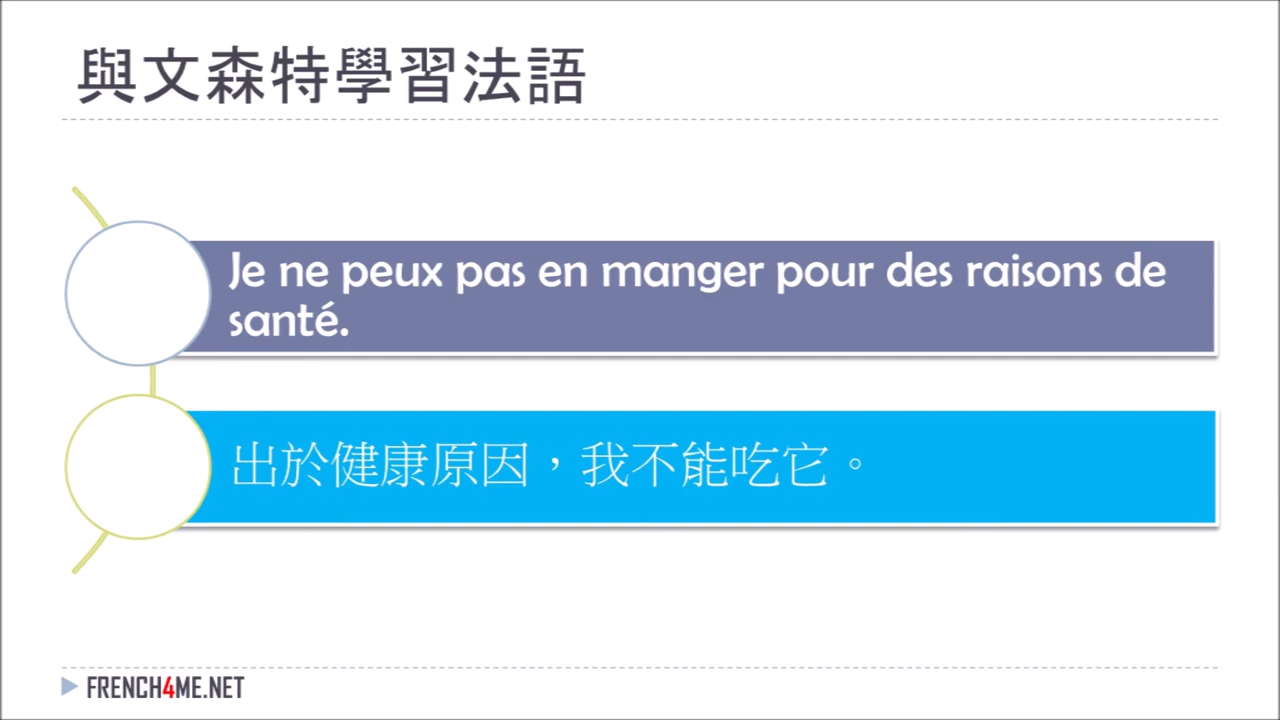 與文森特學習法語
Je ne peux pas en manger pour des raisons de
santé.
出於健康原因，我不能吃它。
FRENCH4ME.NET